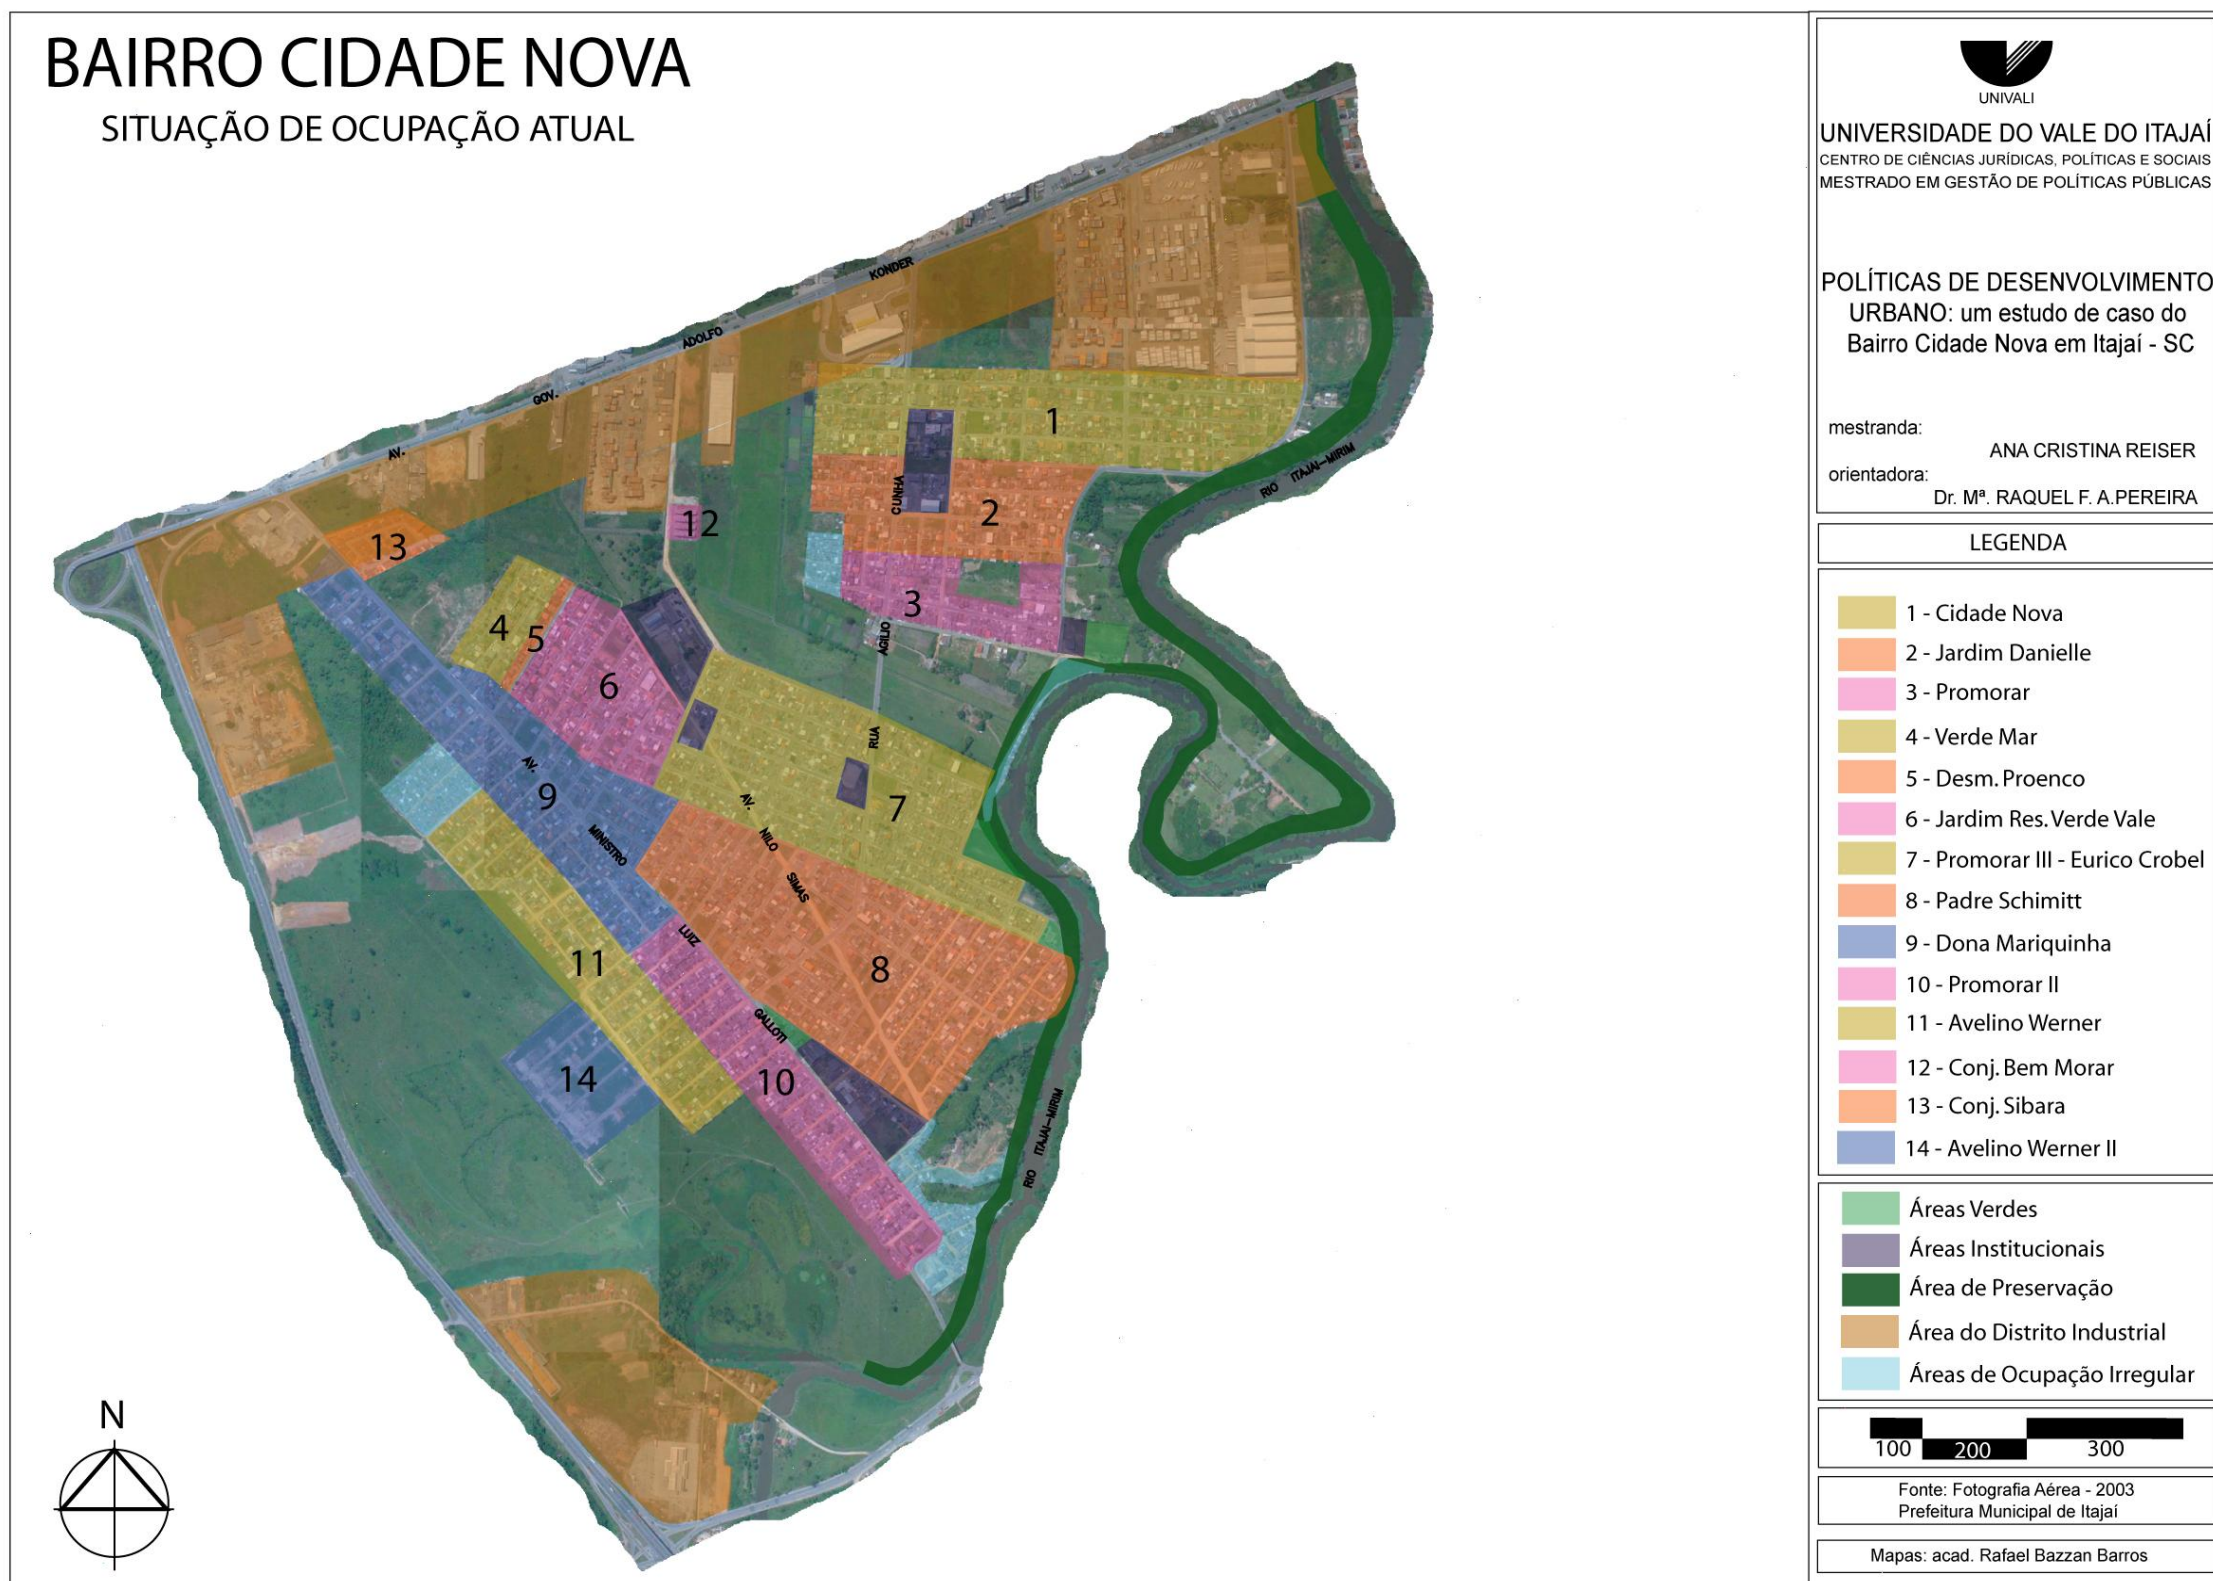 BAIRRO CIDADE NOVA
SITUAÇÃO DE OCUPAÇÃO ATUAL
AV.
GOV.
ADOLFO
KONDER
1
CUNHA
2
12
13
3
4
5
6
AGILIO
RUA
RIO ITAJAI-MIRIM
7
AV.
NILO
SIMAS
AV.
9
MINISTRO
LUIZ
GALLOTI
8
11
10
14
RIO ITAJAI-MIRIM
N
UNIVALI
UNIVERSIDADE DO VALE DO ITAJAÍ
CENTRO DE CIÊNCIAS JURÍDICAS, POLÍTICAS E SOCIAIS
MESTRADO EM GESTÃO DE POLÍTICAS PÚBLICAS
POLÍTICAS DE DESENVOLVIMENTO
URBANO: um estudo de caso do
Bairro Cidade Nova em Itajaí - SC
mestranda:
ANA CRISTINA REISER
orientadora:
Dr. Mª. RAQUEL F. A.PEREIRA
LEGENDA
1 - Cidade Nova
2 - Jardim Danielle
3 - Promorar
4 - Verde Mar
5 - Desm. Proenco
6 - Jardim Res. Verde Vale
7 - Promorar III - Eurico Crobel
8 - Padre Schimitt
9 - Dona Mariquinha
10 - Promorar II
11 - Avelino Werner
12 - Conj. Bem Morar
13 - Conj. Sibara
14 - Avelino Werner II
Áreas Verdes
Áreas Institucionais
Área de Preservação
Área do Distrito Industrial
Áreas de Ocupação Irregular
100 200 300
Fonte: Fotografia Aérea - 2003
Prefeitura Municipal de Itajaí
Mapas: acad. Rafael Bazzan Barros